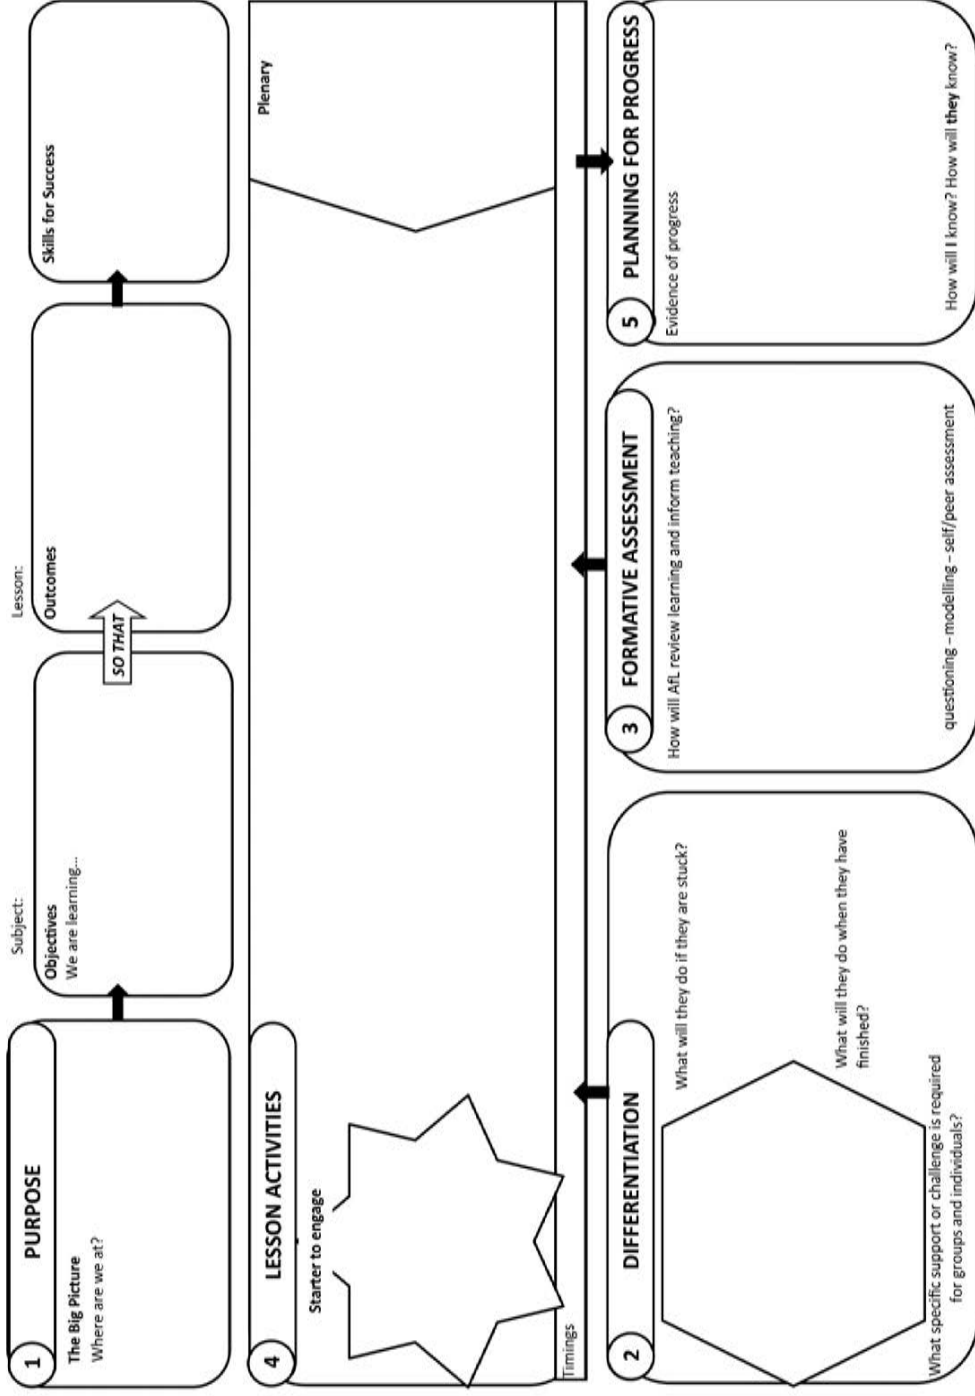 Subject:
Lesson:
1
PURPOSE
The Big Picture
Where are we at?
Objectives
We are learning...
SO THAT
Outcomes
Skills for Success
4
LESSON ACTIVITIES
Starter to engage
Plenary
Timings
2
DIFFERENTIATION
What will they do if they are stuck?
What will they do when they have
finished?
What specific support or challenge is required
for groups and individuals?
3
FORMATIVE ASSESSMENT
How will AfL review learning and inform teaching?
questioning – modelling – self/peer assessment
5
PLANNING FOR PROGRESS
Evidence of progress
How will I know? How will they know?